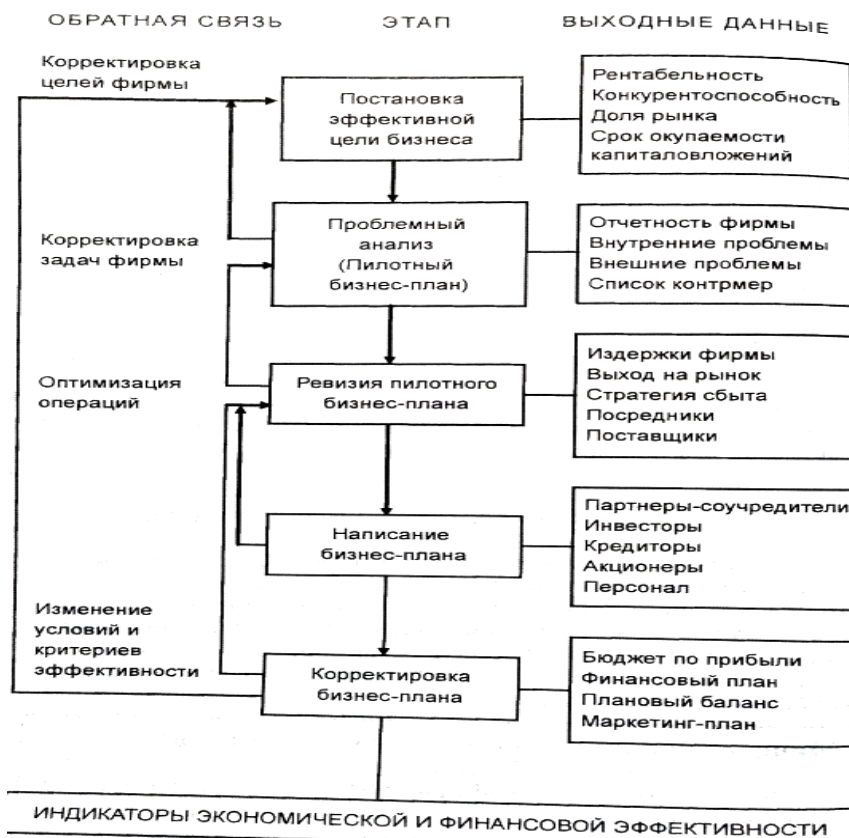 ОБРАТНАЯ СВЯЗЬ
ЭТАП
ВЫХОДНЫЕ ДАННЫЕ
Корректировка
целей фирмы
Постановка
эффективной
цели бизнеса
Рентабельность
Конкурентоспособность
Доля рынка
Срок окупаемости
капиталовложений
Корректировка
задач фирмы
Проблемный
анализ
(Пилотный
бизнес-план)
Отчетность фирмы
Внутренние проблемы
Внешние проблемы
Список контрмер
Оптимизация
операций
Ревизия пилотного
бизнес-плана
Издержки фирмы
Выход на рынок
Стратегия сбыта
Посредники
Поставщики
Написание
бизнес-плана
Партнеры-соучредители
Инвесторы
Кредиторы
Акционеры
Персонал
Изменение
условий и
критериев
эффективности
Корректировка
бизнес-плана
Бюджет по прибыли
Финансовый план
Плановый баланс
Маркетинг-план
ИНДИКАТОРЫ ЭКОНОМИЧЕСКОЙ И ФИНАНСОВОЙ ЭФФЕКТИВНОСТИ